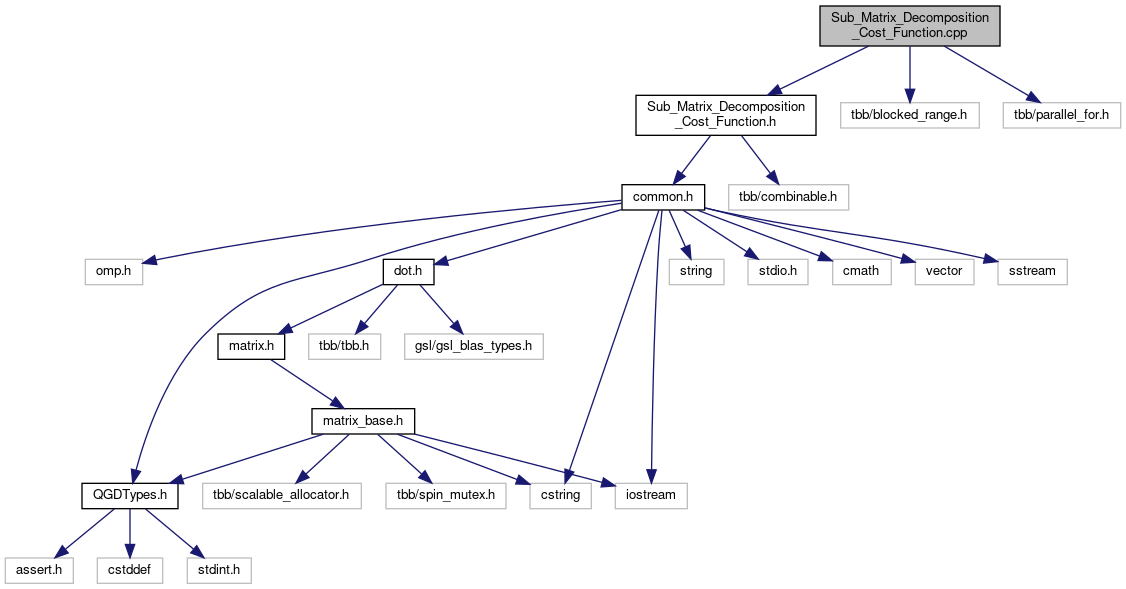 Sub_Matrix_Decomposition
_Cost_Function.cpp
Sub_Matrix_Decomposition
_Cost_Function.h
tbb/blocked_range.h
tbb/parallel_for.h
common.h
tbb/combinable.h
omp.h
dot.h
string
stdio.h
cmath
vector
sstream
matrix.h
tbb/tbb.h
gsl/gsl_blas_types.h
matrix_base.h
QGDTypes.h
tbb/scalable_allocator.h
tbb/spin_mutex.h
cstring
iostream
assert.h
cstddef
stdint.h